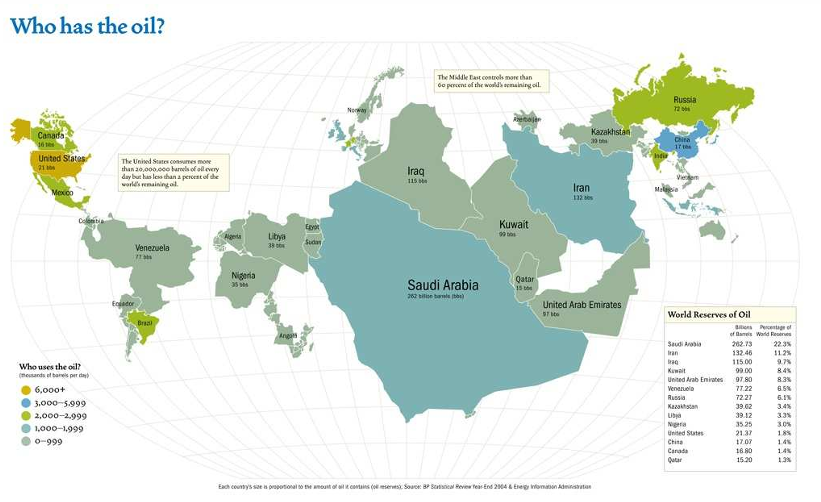 Who has the oil?
The Middle East controls more than
60 percent of the world's remaining oil.
Norway
Azerbaijan
Russia
72 bbs
Kazakhstan
39 bbs
China
17 bbs
India
Vietnam
Malaysia
Canada
16 bbs
United States
21 bbs
Mexico
The United States consumes more
than 20,000,000 barrels of oil every
day but has less than 2 percent of the
world's remaining oil.
Iraq
115 bbs
Iran
132 bbs
Kuwait
99 bbs
Colombia
Venezuela
77 bbs
Ecuador
Brazil
Algeria
Libya
39 bbs
Egypt
Sudan
Nigeria
35 bbs
Angola
Saudi Arabia
262 billion barrels (bbs)
Qatar
15 bbs
United Arab Emirates
97 bbs
Who uses the oil?
(thousands of barrels per day)
6,000+
3,000–5,999
2,000–2,999
1,000–1,999
0–999
World Reserves of Oil
Billions Percentage of
of Barrels World Reserves
Saudi Arabia 262.73 22.3%
Iran 132.46 11.2%
Iraq 115.00 9.7%
Kuwait 99.00 8.4%
United Arab Emirates 97.80 8.3%
Venezuela 77.22 6.5%
Russia 72.27 6.1%
Kazakhstan 39.62 3.4%
Libya 39.12 3.3%
Nigeria 35.25 3.0%
United States 21.37 1.8%
China 17.07 1.4%
Canada 16.80 1.4%
Qatar 15.20 1.3%
Each country's size is proportional to the amount of oil it contains (oil reserves); Source: BP Statistical Review Year-End 2004 & Energy Information Administration